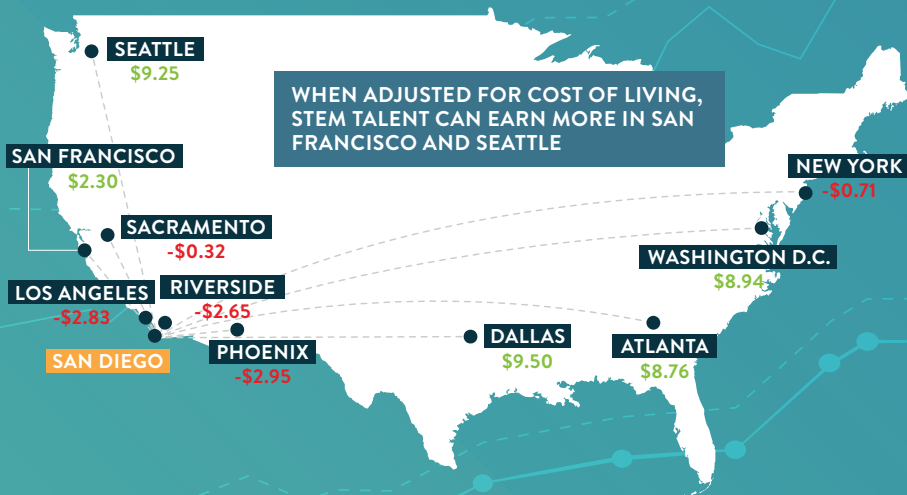 SEATTLE
$9.25
WHEN ADJUSTED FOR COST OF LIVING,
STEM TALENT CAN EARN MORE IN SAN
FRANCISCO AND SEATTLE
SAN FRANCISCO
$2.30
NEW YORK
-$0.71
SACRAMENTO
-$0.32
WASHINGTON D.C.
$8.94
LOS ANGELES
-$2.83
RIVERSIDE
-$2.65
SAN DIEGO
PHOENIX
-$2.95
DALLAS
$9.50
ATLANTA
$8.76